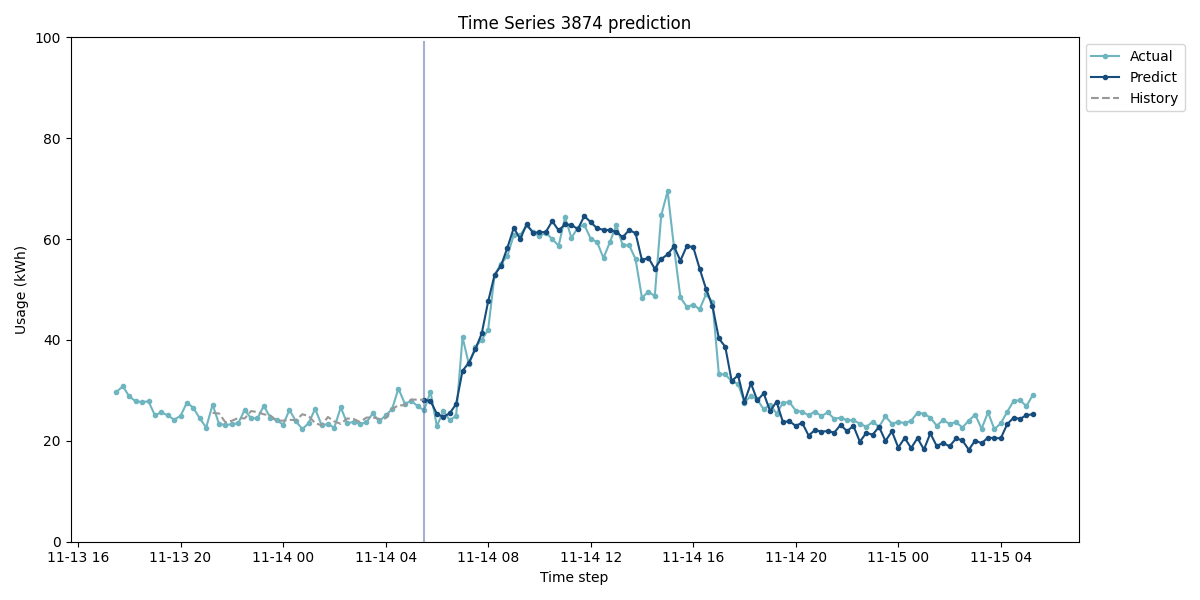 Time Series 3874 prediction
100
80
60
40
20
0
Usage (kWh)
11-13 16
11-13 20
11-14 00
11-14 04
11-14 08
11-14 12
11-14 16
11-14 20
11-15 00
11-15 04
Time step
Actual
Predict
History